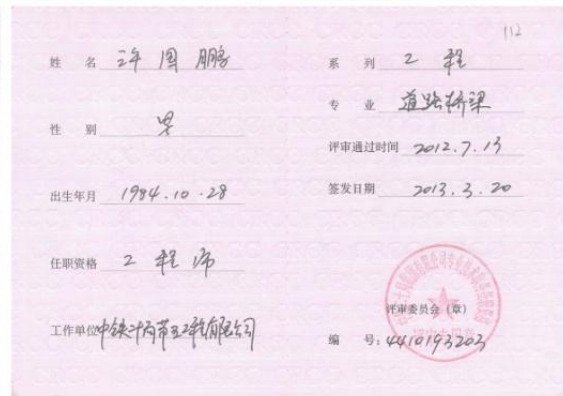 112
姓 名 许国鹏
性 别 男
出生年月 1984.10.28
任职资格 工程师
工作单位 中铁十局第五工程有限公司
系 列 工程
专 业 道路桥梁
评审通过时间 2012.7.13
签发日期 2013.3.20
评审委员会（章）
编 号：4410193203